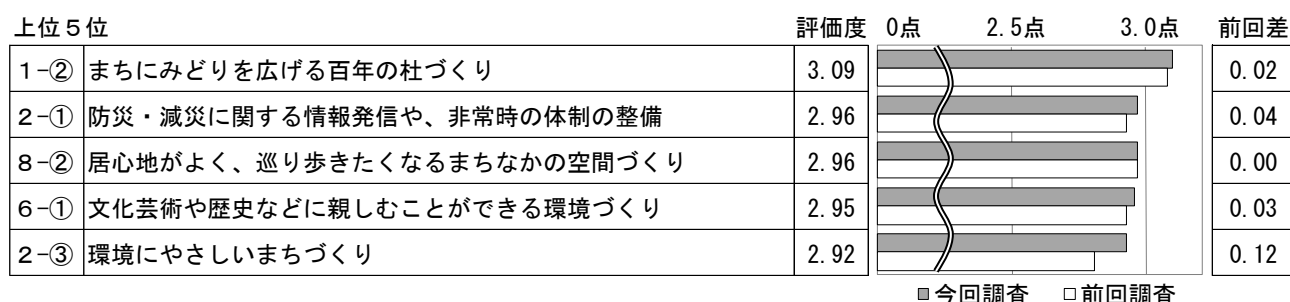 上位５位 評価度 0点 2.5点 3.0点 前回差
１-② まちにみどりを広げる百年の杜づくり 3.09 0.02
２-① 防災・減災に関する情報発信や、非常時の体制の整備 2.96 0.04
８-② 居心地がよく、巡り歩きたくなるまちなかの空間づくり 2.96 0.00
６-① 文化芸術や歴史などに親しむことができる環境づくり 2.95 0.03
２-③ 環境にやさしいまちづくり 2.92 0.12
■今回調査 □前回調査